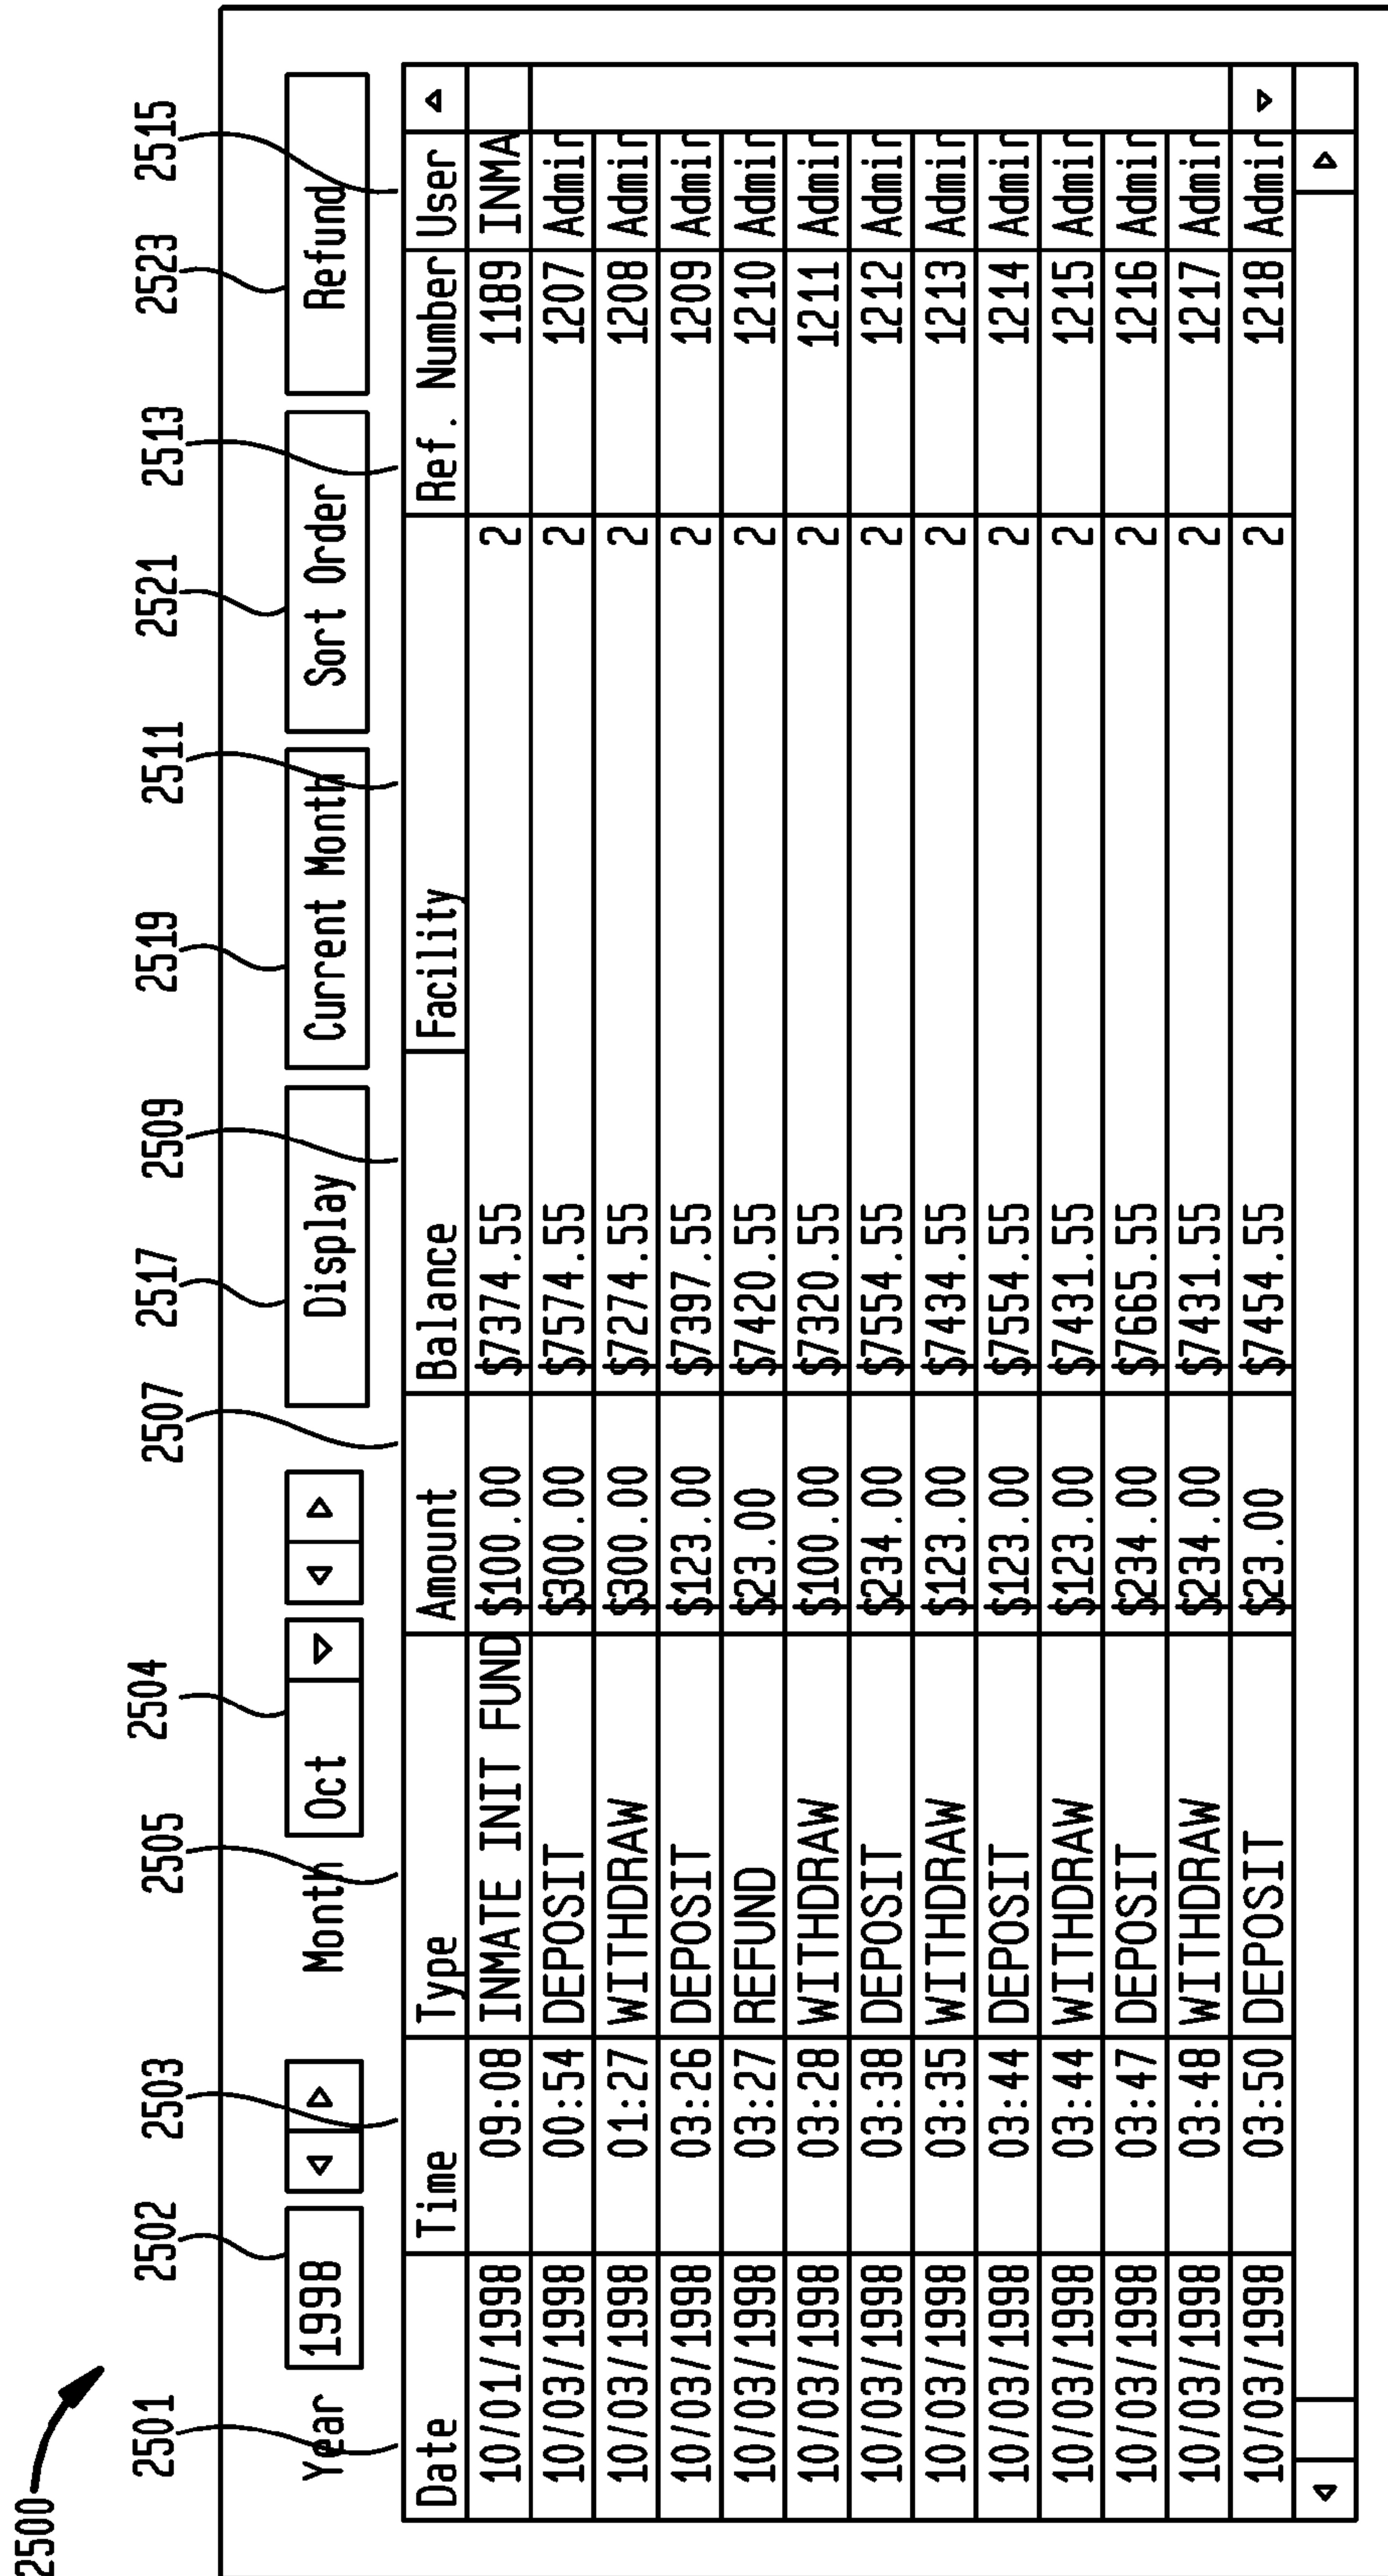 2500
2501 2502 2503 2505 2504 2507 2517 2509 2519 2511 2521 2513 2523 2515
Year 1998 Month Oct Display Current Month Sort Order Refund
Date Time Type Amount Balance Facility Ref. Number User
10/01/1998 09:08 INMATE INIT FUND $100.00 $7374.55 2 1189 INMA
10/03/1998 00:54 DEPOSIT $300.00 $7574.55 2 1207 Admin
10/03/1998 01:27 WITHDRAW $300.00 $7274.55 2 1208 Admin
10/03/1998 03:26 DEPOSIT $123.00 $7397.55 2 1209 Admin
10/03/1998 03:27 REFUND $23.00 $7420.55 2 1210 Admin
10/03/1998 03:28 WITHDRAW $100.00 $7320.55 2 1211 Admin
10/03/1998 03:38 DEPOSIT $234.00 $7554.55 2 1212 Admin
10/03/1998 03:35 WITHDRAW $123.00 $7434.55 2 1213 Admin
10/03/1998 03:44 DEPOSIT $123.00 $7554.55 2 1214 Admin
10/03/1998 03:44 WITHDRAW $123.00 $7431.55 2 1215 Admin
10/03/1998 03:47 DEPOSIT $234.00 $7665.55 2 1216 Admin
10/03/1998 03:48 WITHDRAW $234.00 $7431.55 2 1217 Admin
10/03/1998 03:50 DEPOSIT $23.00 $7454.55 2 1218 Admin